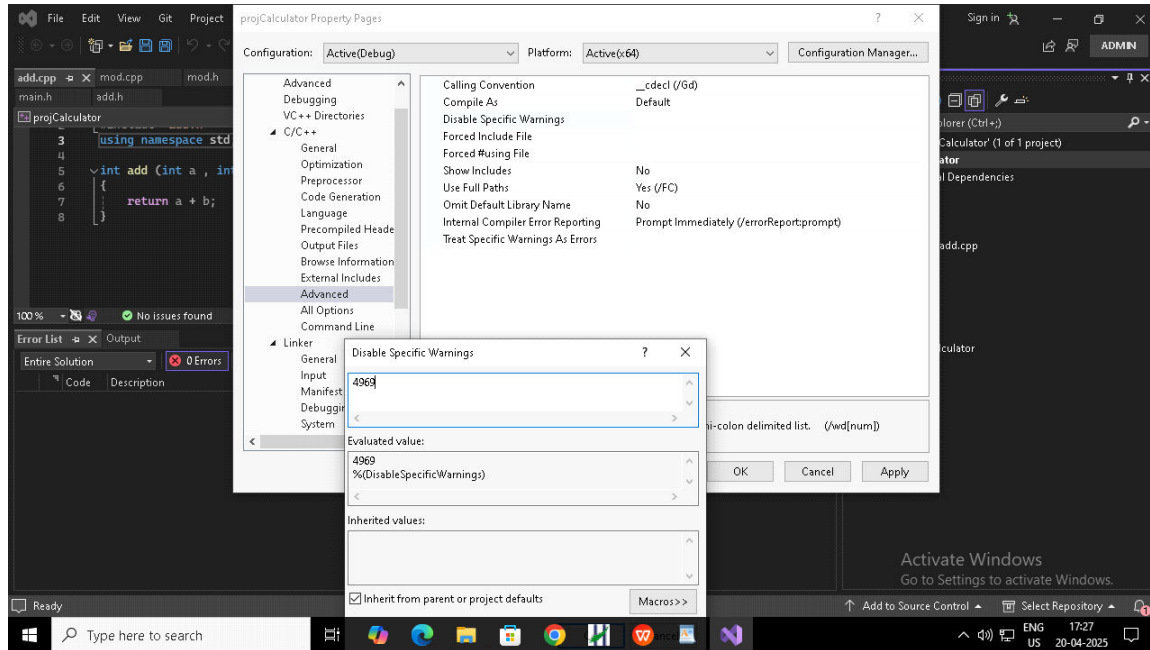 File Edit View Git Project
projCalculator Property Pages
? ×
Sign in
ADMIN
Configuration: Active(Debug) Platform: Active(x64) Configuration Manager...
add.cpp mod.cpp mod.h
main.h add.h
projCalculator
3 using namespace std
4
5 int add (int a , in
6 {
7 return a + b;
8 }
100 % No issues found
Error List Output
Entire Solution 0 Errors
Code Description
Advanced
Debugging
VC++ Directories
C/C++
General
Optimization
Preprocessor
Code Generation
Language
Precompiled Heade
Output Files
Browse Information
External Includes
Advanced
All Options
Command Line
Linker
General
Input
Manifest
Debuggin
System
Calling Convention __cdecl (/Gd)
Compile As Default
Disable Specific Warnings
Forced Include File
Forced #using File
Show Includes No
Use Full Paths Yes (/FC)
Omit Default Library Name No
Internal Compiler Error Reporting Prompt Immediately (/errorReport:prompt)
Treat Specific Warnings As Errors
ni-colon delimited list. (/wd[num])
OK Cancel Apply
plorer (Ctrl+;)
Calculator' (1 of 1 project)
ator
al Dependencies
add.cpp
lculator
Disable Specific Warnings ? ×
4969
Evaluated value:
4969
%(DisableSpecificWarnings)
Inherited values:
Inherit from parent or project defaults
Macros>>
Activate Windows
Go to Settings to activate Windows.
Ready
Add to Source Control Select Repository
Type here to search
ENG 17:27
US 20-04-2025